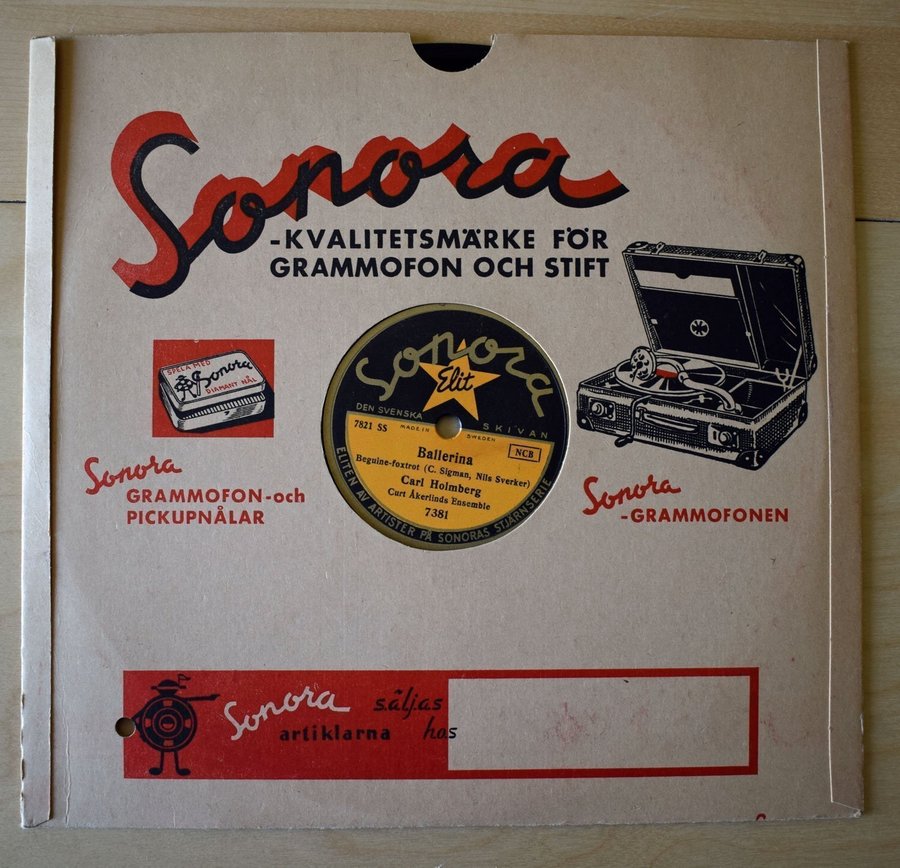 Sonora
-KVALITETSMÄRKE FÖR
GRAMMOFON OCH STIFT
SPELA MED
Sonora
DIAMANT NÅL
Sonora
GRAMMOFON-och
PICKUPNÅLAR
Sonora
Elit
DEN SVENSKA SKIVAN
MADE IN SWEDEN
7821 SS
NCB
Ballerina
Beguine-foxtrot (C. Sigman, Nils Sverker)
Carl Holmberg
Curt Åkerlinds Ensemble
7381
ELITEN AV ARTISTER PÅ SONORAS STJÄRNSERIE
Sonora
-GRAMMOFONEN
Sonora säljas
artiklarna hos